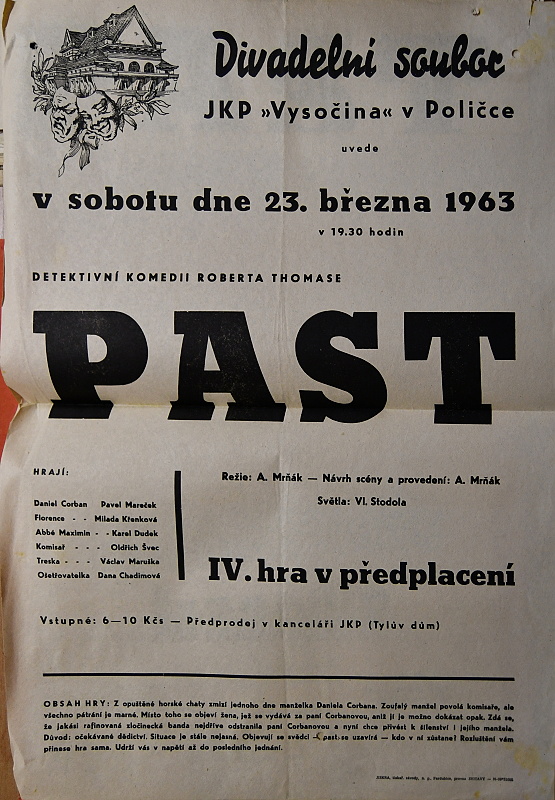 Divadelní soubor
JKP »Vysočina« v Poličce
uvede
v sobotu dne 23. března 1963
v 19.30 hodin
DETEKTIVNÍ KOMEDII ROBERTA THOMASE
PAST
HRAJÍ:
Daniel Corban Pavel Mareček
Florence - - Milada Křenková
Abbé Maximin - - Karel Dudek
Komisař - - - Oldřich Švec
Treska - - - Václav Maruška
Ošetřovatelka Dana Chadimová
Režie: A. Mrňák — Návrh scény a provedení: A. Mrňák
Světla: Vl. Stodola
IV. hra v předplacení
Vstupné: 6—10 Kčs — Předprodej v kanceláři JKP (Tylův dům)
OBSAH HRY: Z opuštěné horské chaty zmizí jednoho dne manželka Daniela Corbana. Zoufalý manžel povolá komisaře, ale
všechno pátrání je marné. Místo toho se objeví žena, jež se vydává za paní Corbanovou, aniž jí je možno dokázat opak. Zdá se,
že jakási rafinovaná zločinecká banda nejdříve odstranila paní Corbanovou a nyní chce přivést k šílenství i jejího manžela.
Důvod: očekávané dědictví. Situace je stále nejasná. Objevují se svědci — past se uzavírá — kdo v ní zůstane? Rozluštění vám
přinese hra sama. Udrží vás v napětí až do posledního jednání.